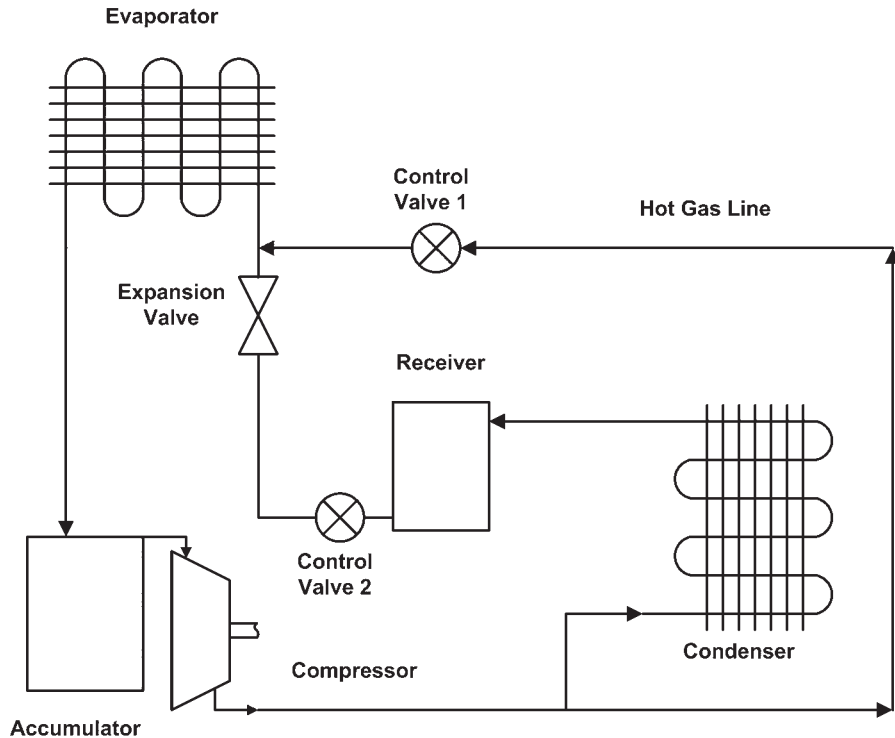 Evaporator
Control
Valve 1
Hot Gas Line
Expansion
Valve
Receiver
Control
Valve 2
Condenser
Compressor
Accumulator